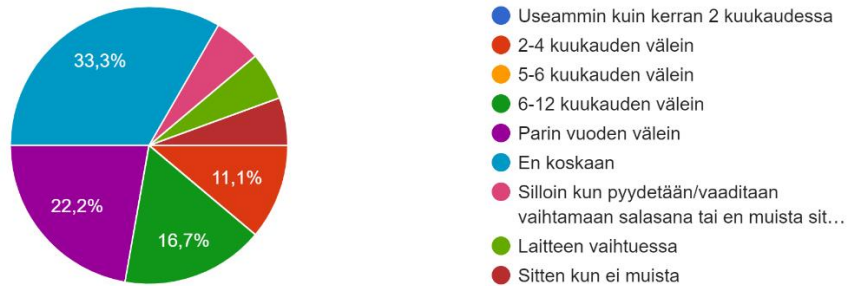 33,3%
11,1%
22,2%
16,7%
Useammin kuin kerran 2 kuukaudessa
2-4 kuukauden välein
5-6 kuukauden välein
6-12 kuukauden välein
Parin vuoden välein
En koskaan
Silloin kun pyydetään/vaaditaan
vaihtamaan salasana tai en muista sit…
Laitteen vaihtuessa
Sitten kun ei muista